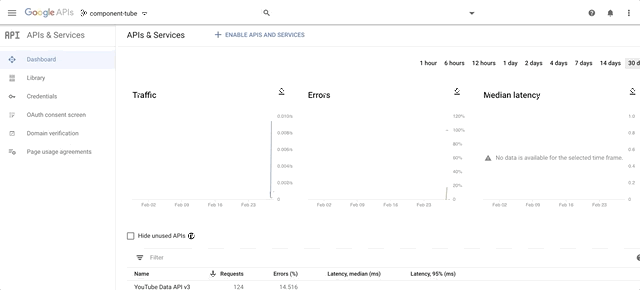 Google APIs component-tube
API APIs & Services
APIs & Services
ENABLE APIS AND SERVICES
Dashboard
Library
Credentials
OAuth consent screen
Domain verification
Page usage agreements
1 hour 6 hours 12 hours 1 day 2 days 4 days 7 days 14 days 30 d
Traffic
0.010/s
0.008/s
0.006/s
0.004/s
0.002/s
0
Feb 02 Feb 09 Feb 16 Feb 23
Errors
120%
100%
80%
60%
40%
20%
0
Feb 02 Feb 09 Feb 16 Feb 23
Median latency
1.0
0.8
0.6
0.4
0.2
0
No data is available for the selected time frame.
Feb 02 Feb 09 Feb 16 Feb 23
Hide unused APIs
Filter
Name Requests Errors (%) Latency, median (ms) Latency, 95% (ms)
YouTube Data API v3 124 14.516